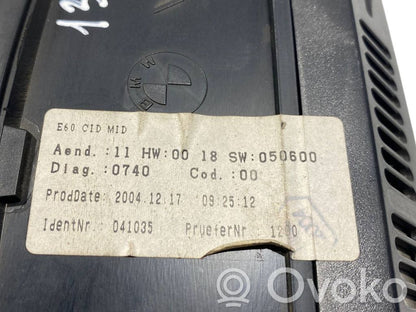 BMW
E60 CID MID
Aend.:11 HW:00 18 SW:050600
Diag.:0740 Cod.:00
ProdDate: 2004.12.17 09:25:12
IdentNr.: 041035 PrueferNr.: 1200
Ovoko